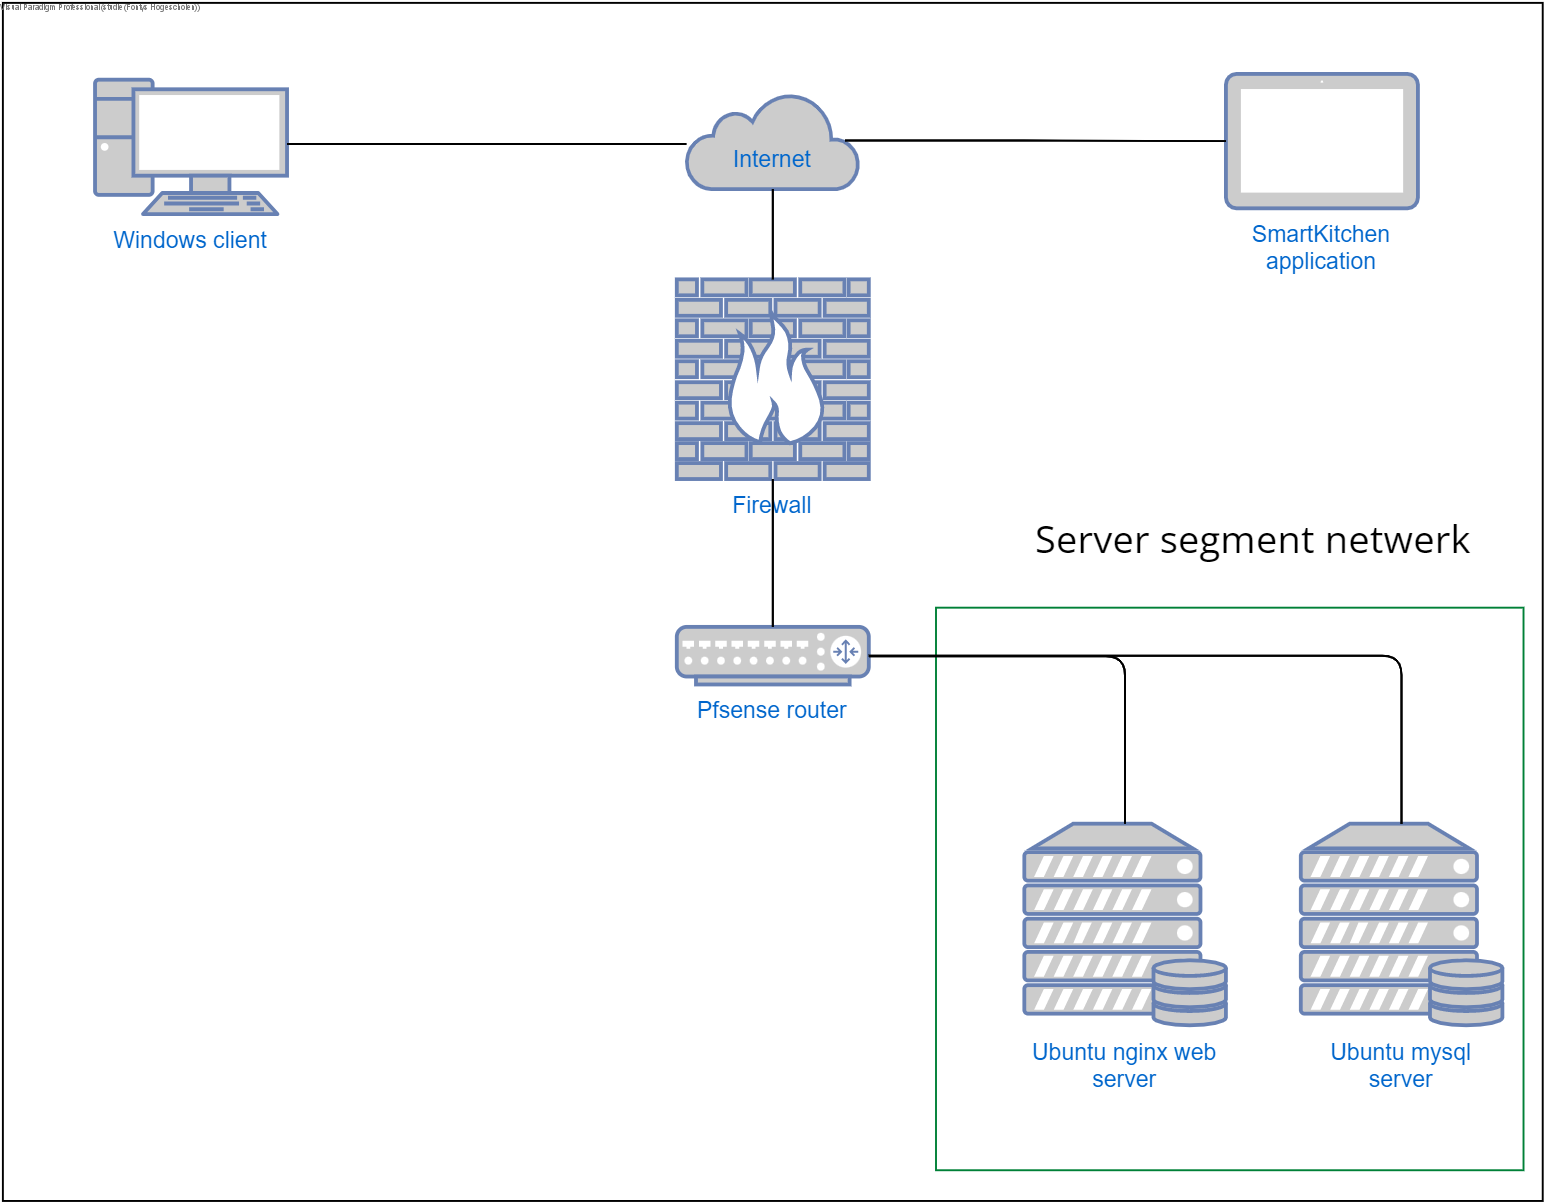 Visual Paradigm Professional(stride(Fontys Hogescholen))
Internet
Windows client
SmartKitchen
application
Firewall
Server segment netwerk
Pfsense router
Ubuntu nginx web
server
Ubuntu mysql
server